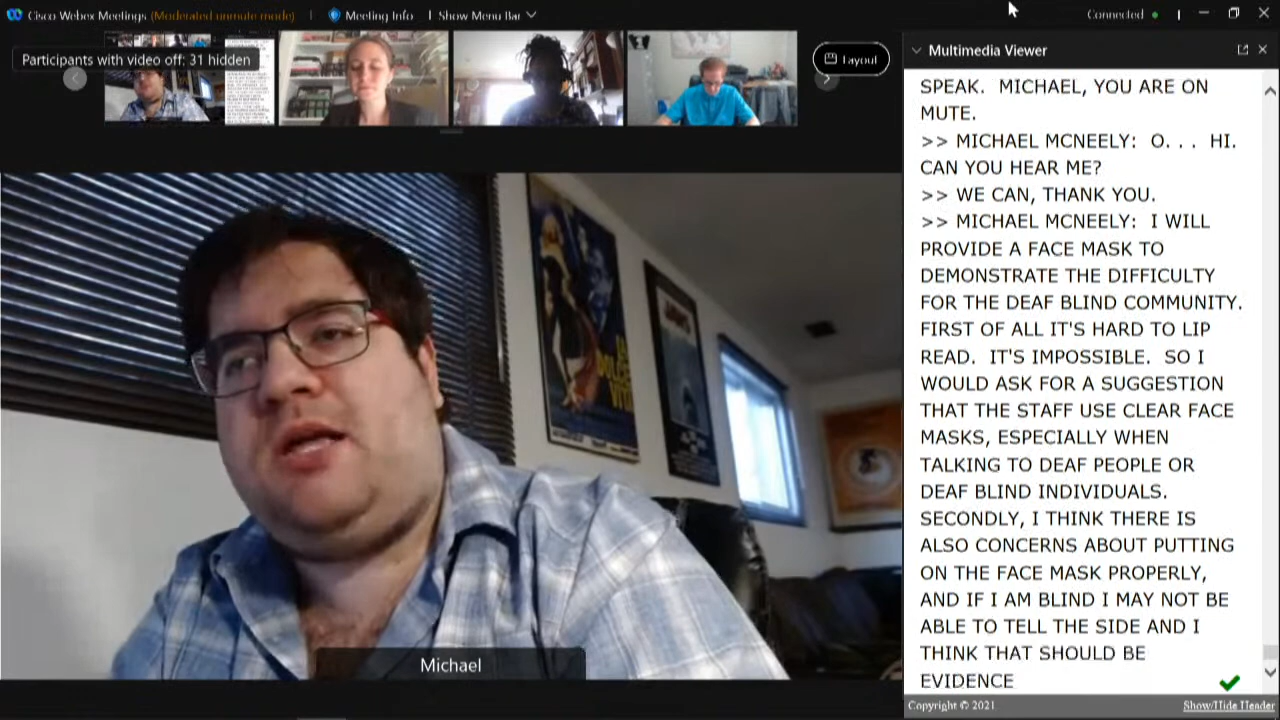 Cisco Webex Meetings (Moderated unmute mode) Meeting Info Show Menu Bar Connected
Participants with video off: 31 hidden
Layout
Multimedia Viewer
SPEAK. MICHAEL, YOU ARE ON
MUTE.
>> MICHAEL MCNEELY: O. . . HI.
CAN YOU HEAR ME?
>> WE CAN, THANK YOU.
>> MICHAEL MCNEELY: I WILL
PROVIDE A FACE MASK TO
DEMONSTRATE THE DIFFICULTY
FOR THE DEAF BLIND COMMUNITY.
FIRST OF ALL IT'S HARD TO LIP
READ. IT'S IMPOSSIBLE. SO I
WOULD ASK FOR A SUGGESTION
THAT THE STAFF USE CLEAR FACE
MASKS, ESPECIALLY WHEN
TALKING TO DEAF PEOPLE OR
DEAF BLIND INDIVIDUALS.
SECONDLY, I THINK THERE IS
ALSO CONCERNS ABOUT PUTTING
ON THE FACE MASK PROPERLY,
AND IF I AM BLIND I MAY NOT BE
ABLE TO TELL THE SIDE AND I
THINK THAT SHOULD BE
EVIDENCE
LA
DOLCE
VITA
Michael
Copyright © 2021 Show/Hide Header